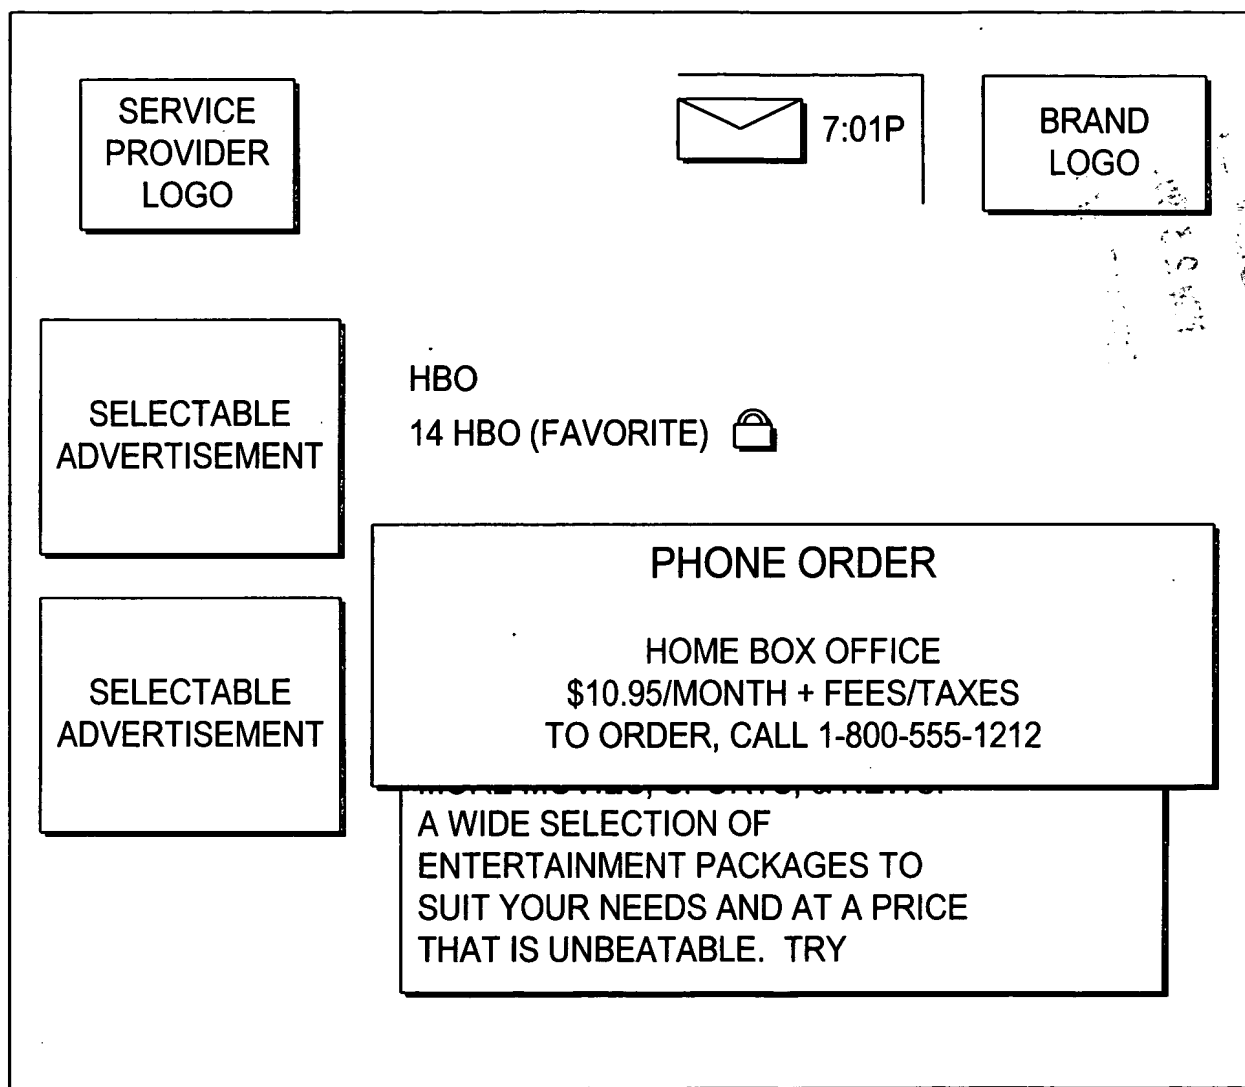 SERVICE
PROVIDER
LOGO
7:01P
BRAND
LOGO
SELECTABLE
ADVERTISEMENT
HBO
14 HBO (FAVORITE)
PHONE ORDER
HOME BOX OFFICE
$10.95/MONTH + FEES/TAXES
TO ORDER, CALL 1-800-555-1212
SELECTABLE
ADVERTISEMENT
A WIDE SELECTION OF
ENTERTAINMENT PACKAGES TO
SUIT YOUR NEEDS AND AT A PRICE
THAT IS UNBEATABLE. TRY